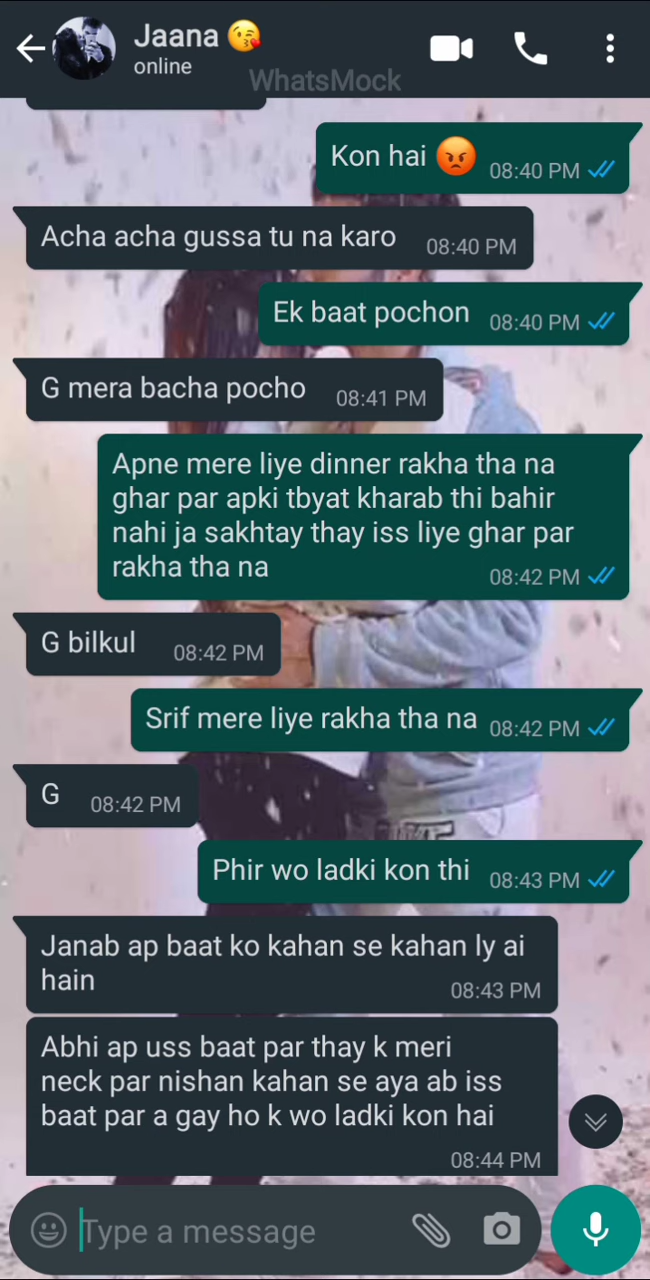 Jaana 😘
online
WhatsMock
Kon hai 😡 08:40 PM
Acha acha gussa tu na karo 08:40 PM
Ek baat pochon 08:40 PM
G mera bacha pocho 08:41 PM
Apne mere liye dinner rakha tha na
ghar par apki tbyat kharab thi bahir
nahi ja sakhtay thay iss liye ghar par
rakha tha na 08:42 PM
G bilkul 08:42 PM
Srif mere liye rakha tha na 08:42 PM
G 08:42 PM
Phir wo ladki kon thi 08:43 PM
Janab ap baat ko kahan se kahan ly ai
hain 08:43 PM
Abhi ap uss baat par thay k meri
neck par nishan kahan se aya ab iss
baat par a gay ho k wo ladki kon hai
08:44 PM
Type a message